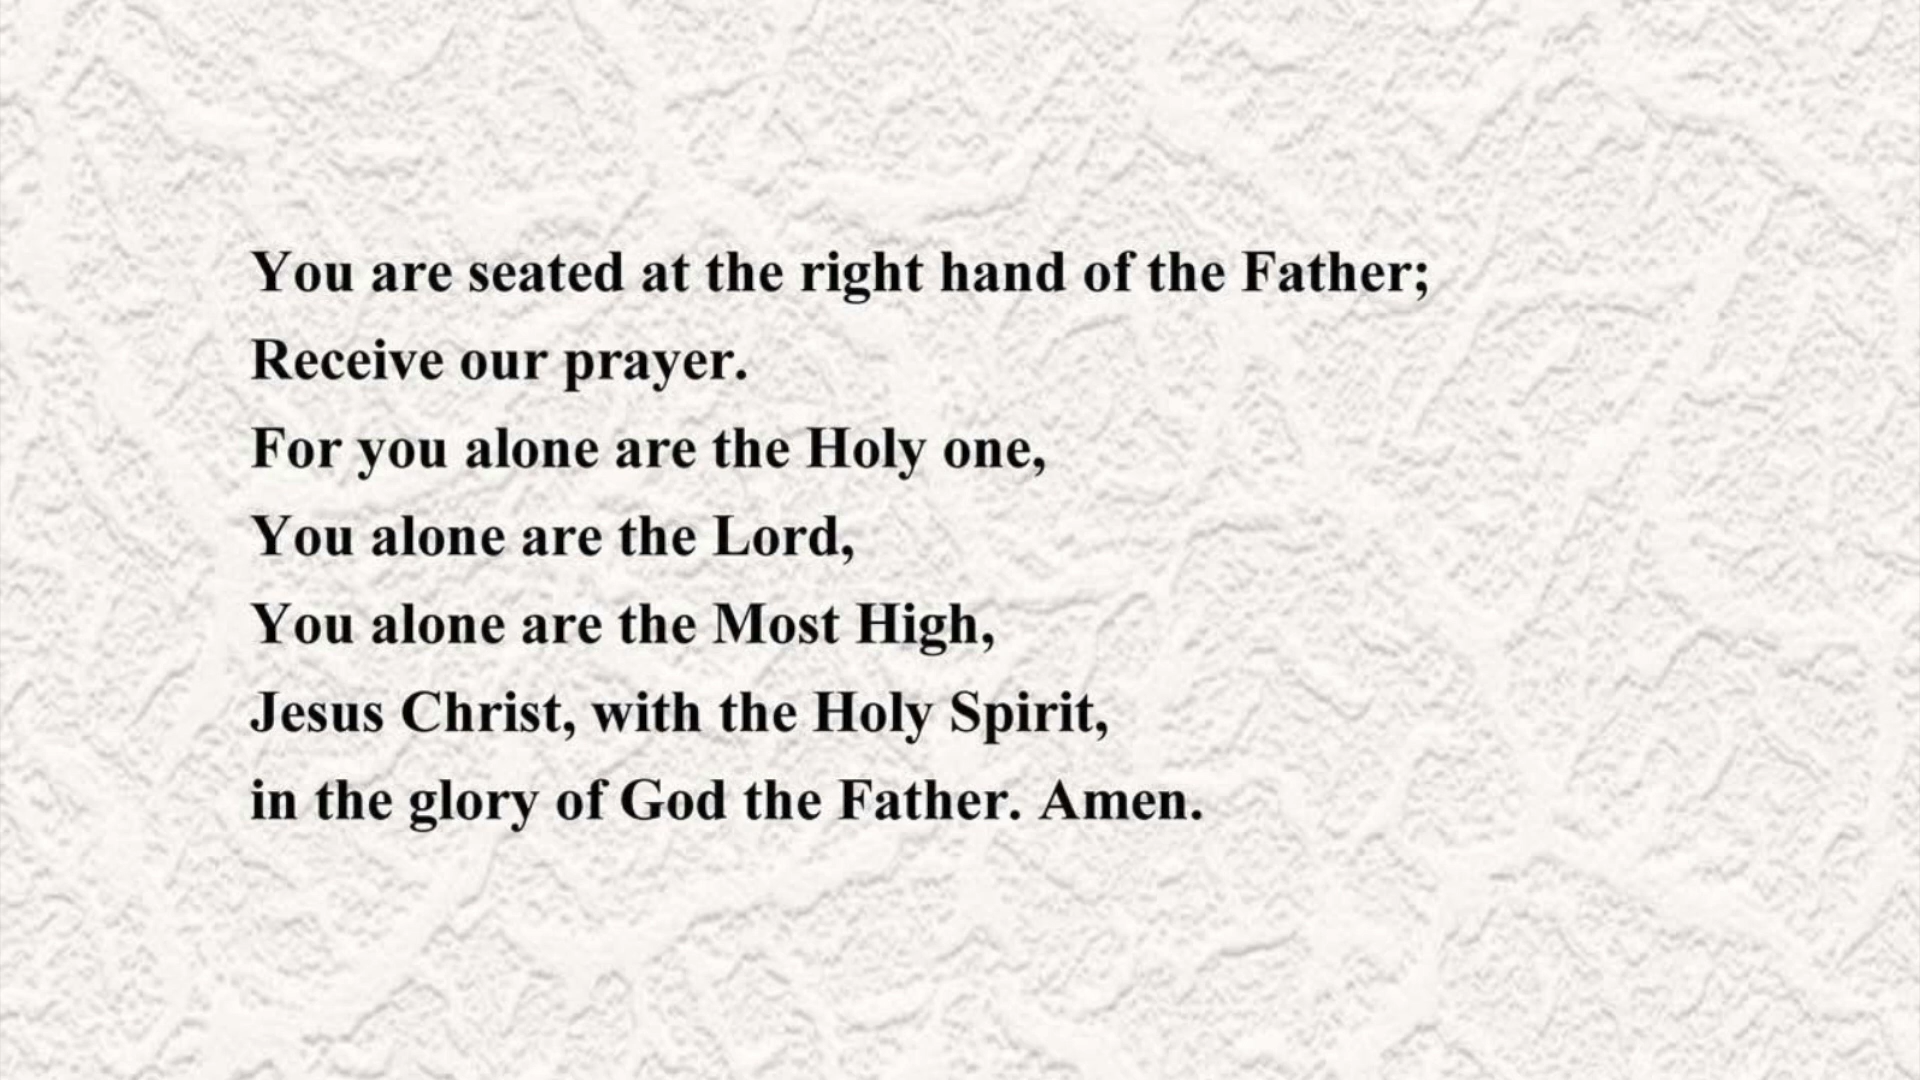 You are seated at the right hand of the Father;
Receive our prayer.
For you alone are the Holy one,
You alone are the Lord,
You alone are the Most High,
Jesus Christ, with the Holy Spirit,
in the glory of God the Father. Amen.